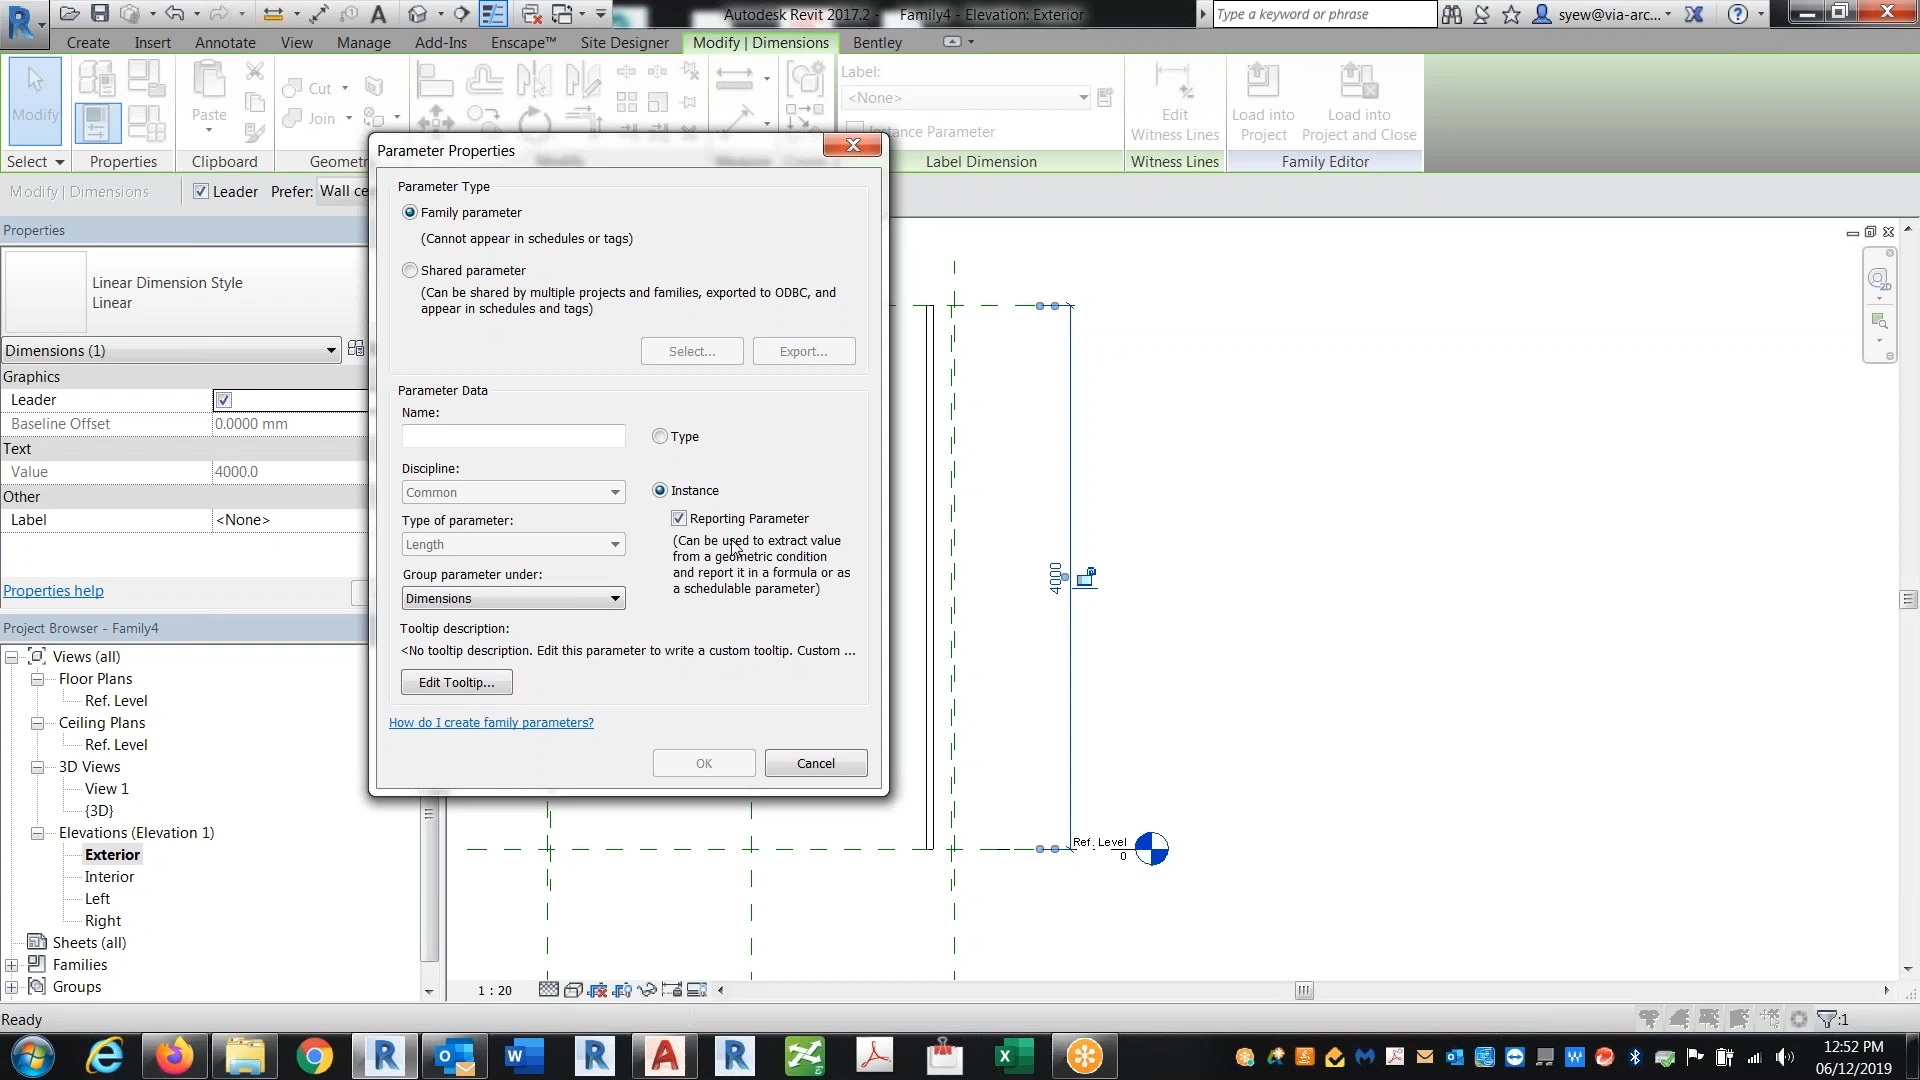 Autodesk Revit 2017.2 - Family4 - Elevation: Exterior
Type a keyword or phrase
syew@via-arc...
Create Insert Annotate View Manage Add-Ins Enscape™ Site Designer Modify | Dimensions Bentley
Modify
Paste
Cut
Join
Label:
<None>
Instance Parameter
Edit
Witness Lines
Load into
Project
Load into
Project and Close
Select Properties Clipboard Label Dimension Witness Lines Family Editor
Modify | Dimensions
Leader Prefer: Wall ce
Properties
Linear Dimension Style
Linear
Dimensions (1)
Graphics
Leader
Baseline Offset 0.0000 mm
Text
Value 4000.0
Other
Label <None>
Properties help
Project Browser - Family4
Views (all)
Floor Plans
Ref. Level
Ceiling Plans
Ref. Level
3D Views
View 1
{3D}
Elevations (Elevation 1)
Exterior
Interior
Left
Right
Sheets (all)
Families
Groups
Parameter Properties
Parameter Type
Family parameter
(Cannot appear in schedules or tags)
Shared parameter
(Can be shared by multiple projects and families, exported to ODBC, and
appear in schedules and tags)
Select... Export...
Parameter Data
Name:
Type
Discipline:
Common
Instance
Type of parameter:
Length
Reporting Parameter
(Can be used to extract value
from a geometric condition
and report it in a formula or as
a schedulable parameter)
Group parameter under:
Dimensions
Tooltip description:
<No tooltip description. Edit this parameter to write a custom tooltip. Custom ...
Edit Tooltip...
How do I create family parameters?
OK Cancel
4000
Ref. Level
0
1 : 20
Ready
:1
12:52 PM
06/12/2019